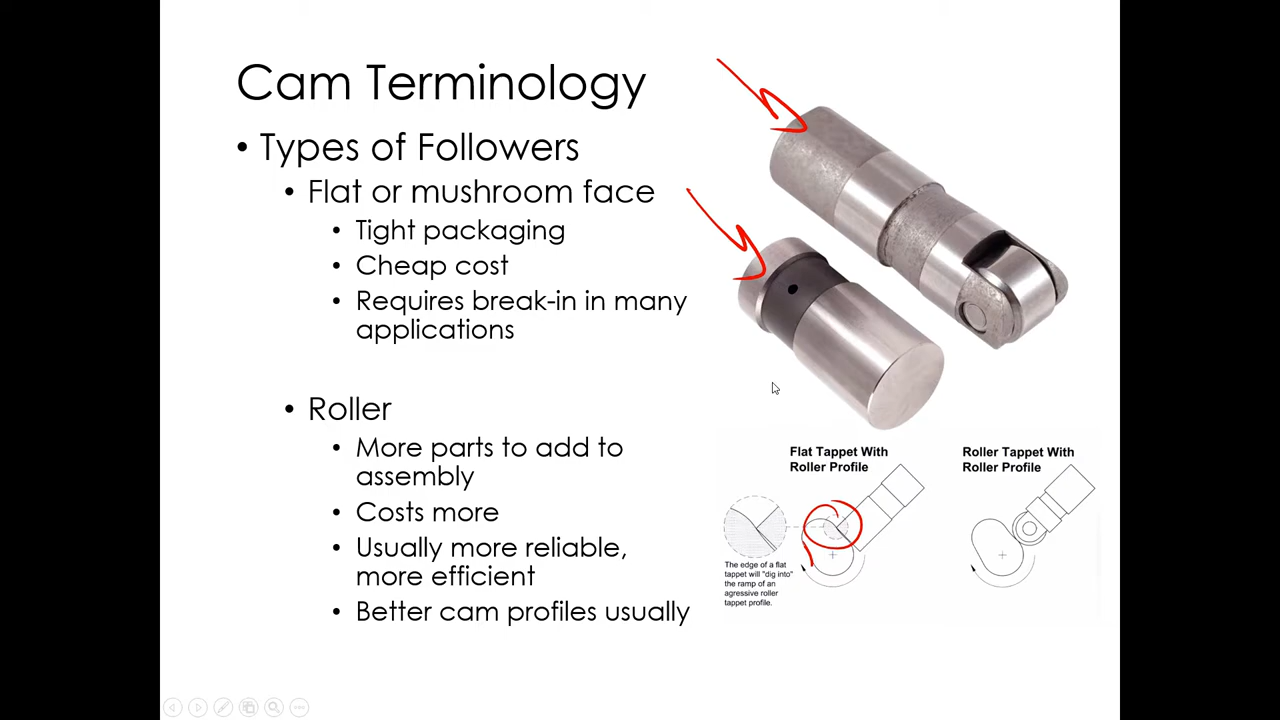 Cam Terminology
• Types of Followers
• Flat or mushroom face
• Tight packaging
• Cheap cost
• Requires break-in in many
applications
• Roller
• More parts to add to
assembly
• Costs more
• Usually more reliable,
more efficient
• Better cam profiles usually
Flat Tappet With
Roller Profile
Roller Tappet With
Roller Profile
The edge of a flat
tappet will "dig into"
the ramp of an
agressive roller
tappet profile.